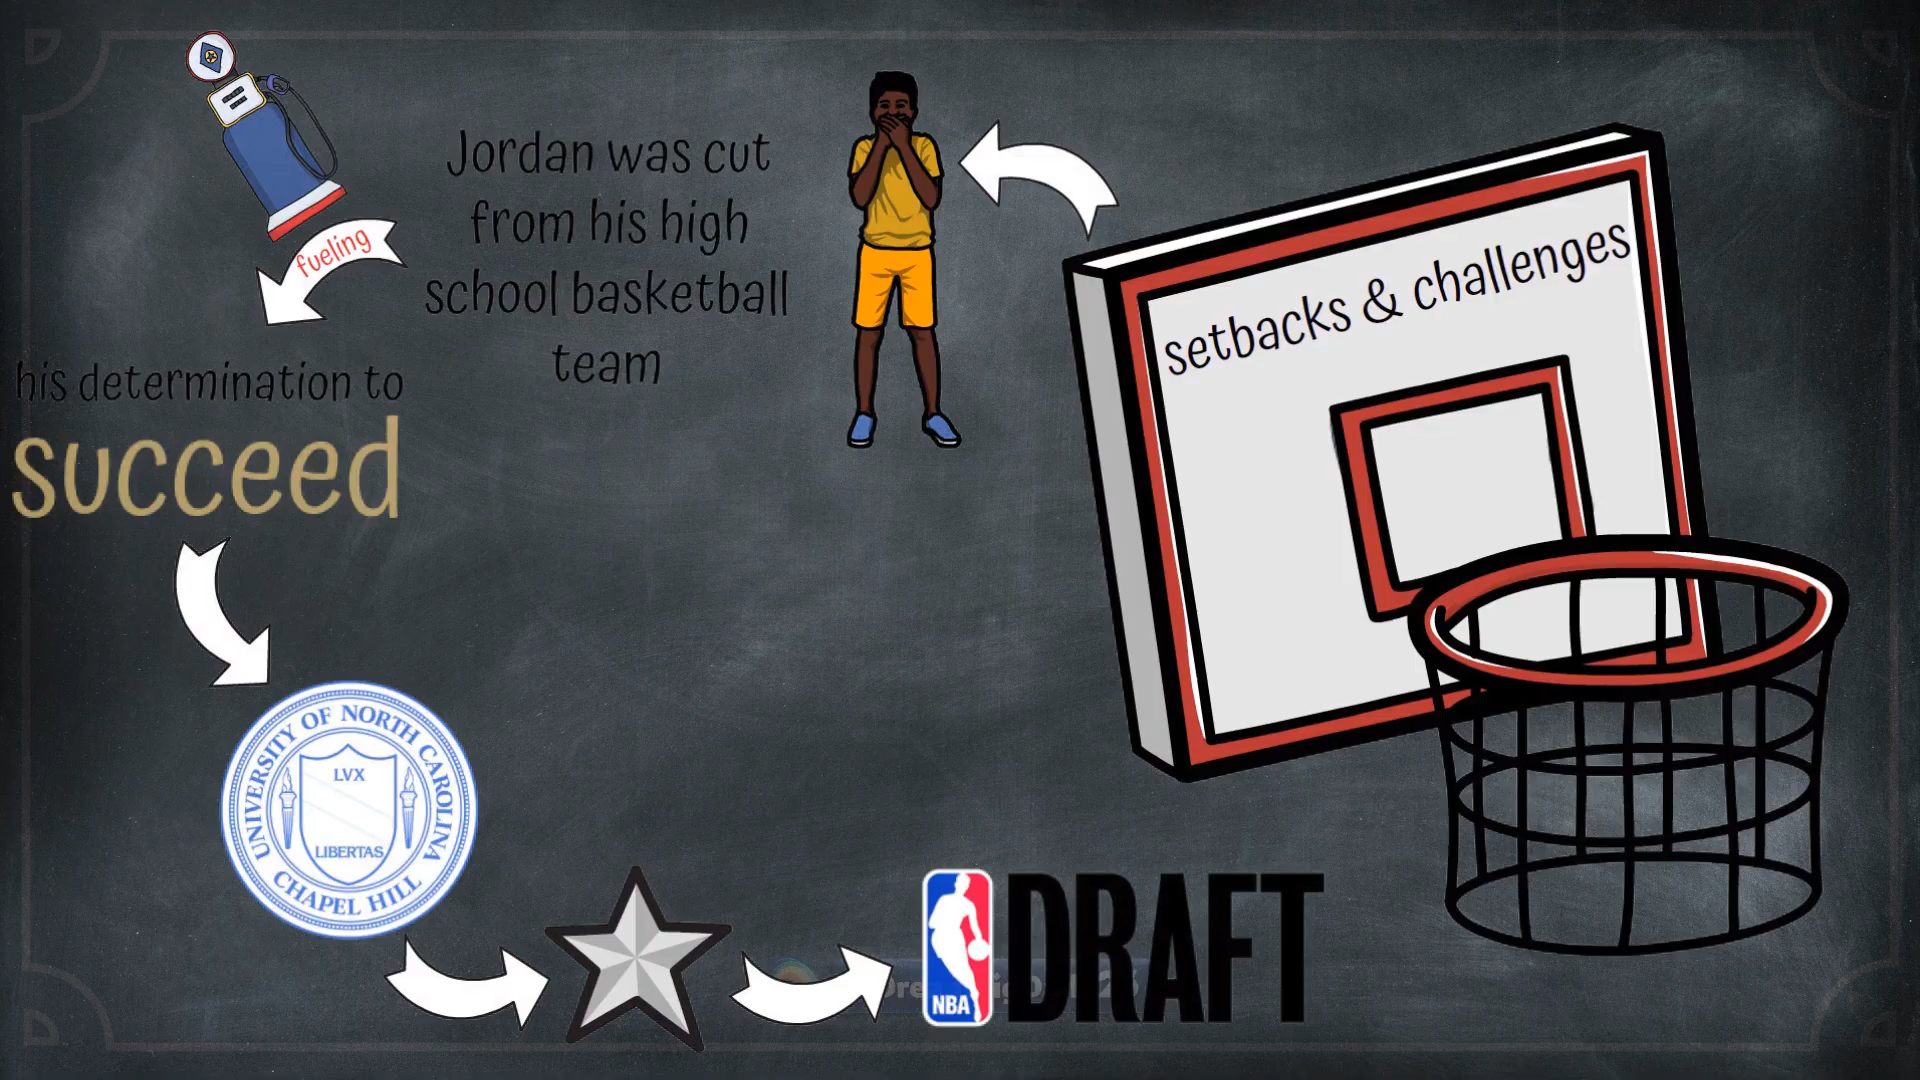 setbacks & challenges
Jordan was cut
from his high
school basketball
team
fueling
his determination to
succeed
UNIVERSITY OF NORTH CAROLINA
LVX
LIBERTAS
CHAPEL HILL
NBA
DRAFT